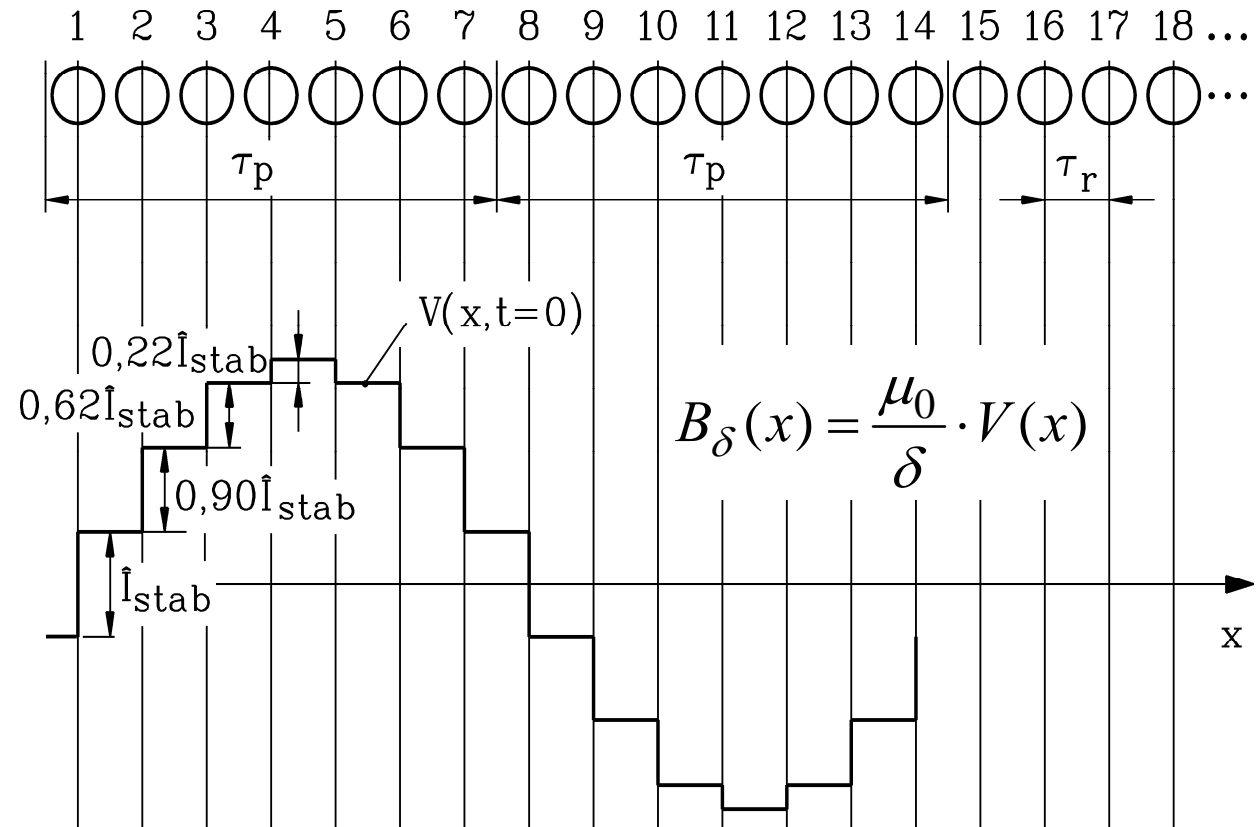 1 2 3 4 5 6 7 8 9 10 11 12 13 14 15 16 17 18 ...
...
τp τp τr
V(x,t=0)
0,22Îstab
0,62Îstab
Bδ(x) = μ0/δ · V(x)
0,90Îstab
Îstab
x